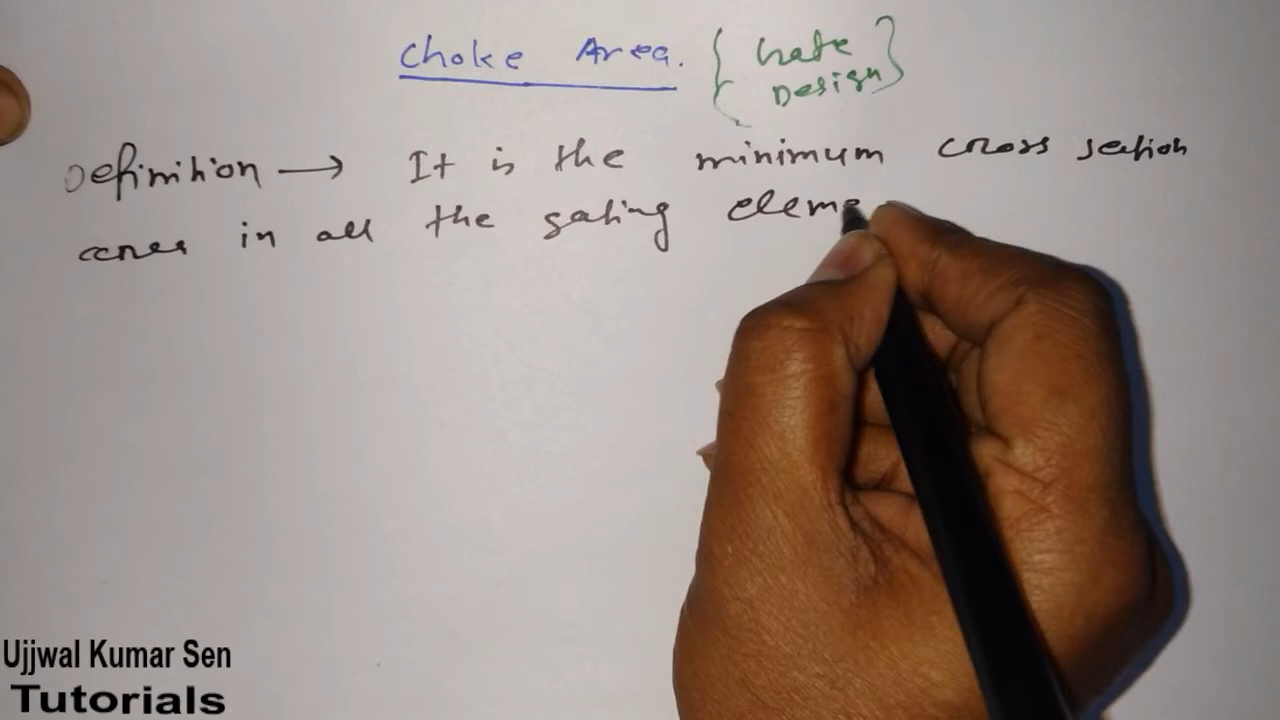 Choke Area. { Gate
Design }
Definition → It is the minimum cross section
area in all the gating eleme
Ujjwal Kumar Sen
Tutorials